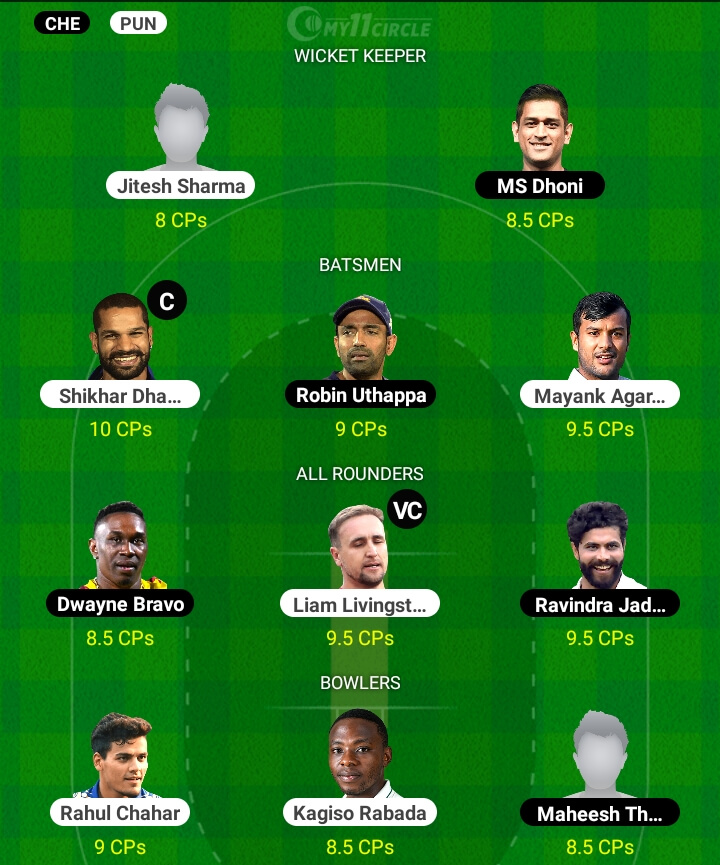 CHE PUN
MY11CIRCLE
WICKET KEEPER
Jitesh Sharma MS Dhoni
8 CPs 8.5 CPs
BATSMEN
C
Shikhar Dha... Robin Uthappa Mayank Agar...
10 CPs 9 CPs 9.5 CPs
ALL ROUNDERS
VC
Dwayne Bravo Liam Livingst... Ravindra Jad...
8.5 CPs 9.5 CPs 9.5 CPs
BOWLERS
Rahul Chahar Kagiso Rabada Maheesh Th...
9 CPs 8.5 CPs 8.5 CPs